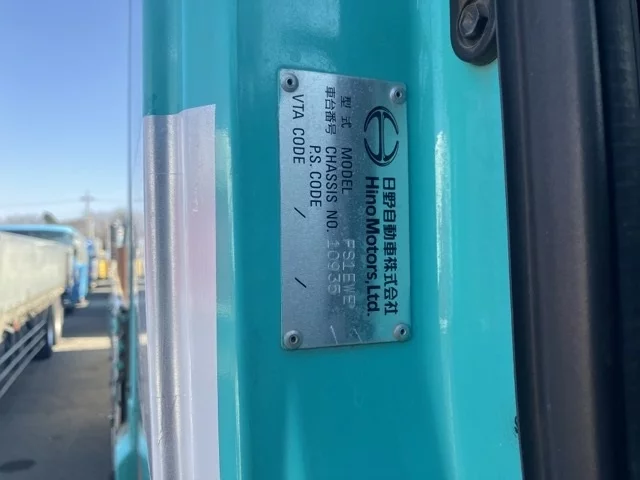 日野自動車株式会社
Hino Motors, Ltd.
型式 MODEL FS1EWE
車台番号 CHASSIS NO. 10935
P.S. CODE / /
VTA CODE /